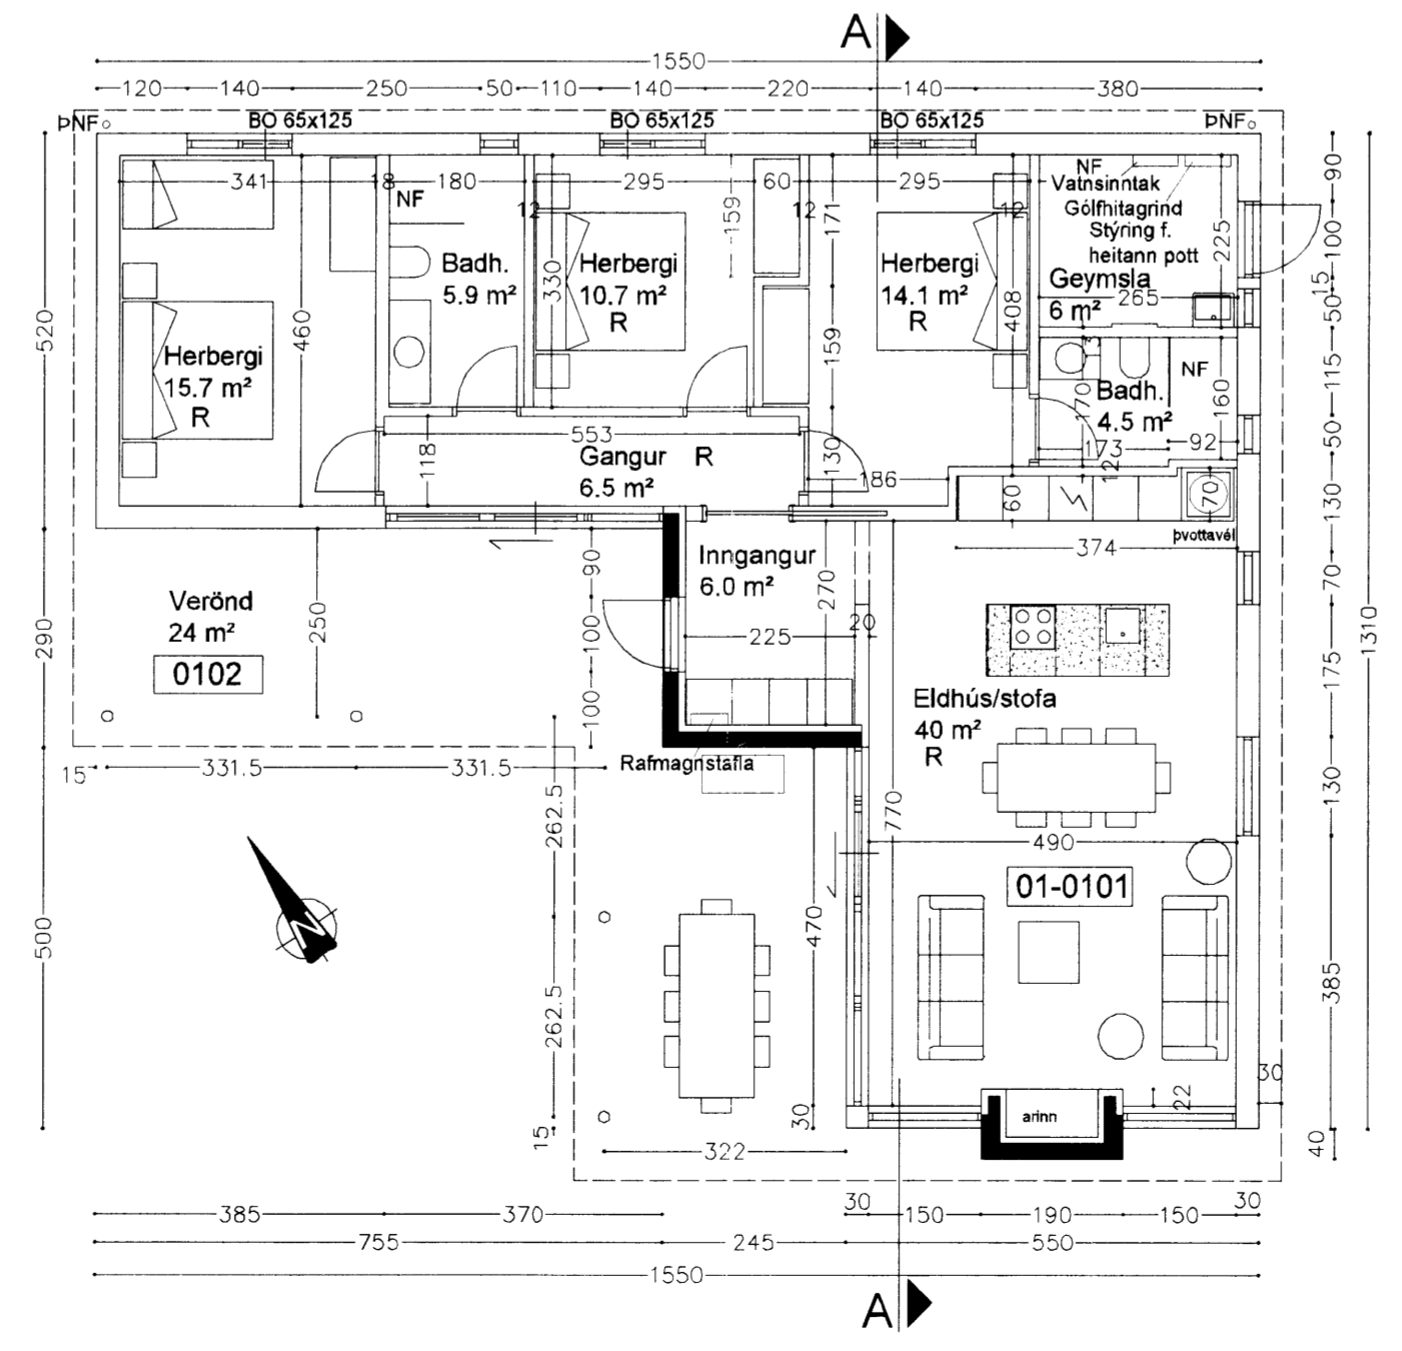 A
1550
120 140 250 50 110 140 220 140 380
ÞNF BO 65x125 BO 65x125 BO 65x125 ÞNF
341 18 180 295 60 295
NF
12 12 12
159
171
NF
Vatnsinntak
Gólfhitagrind
Stýring f.
heitann pott
225
Geymsla
6 m²
265
Badh.
5.9 m²
330
Herbergi
10.7 m²
R
Herbergi
14.1 m²
R
408
159
460
Herbergi
15.7 m²
R
NF
Badh.
4.5 m²
170
160
173 92
12
118
553
Gangur R
6.5 m²
130
186
60
70
þvottavél
374
520
290
500
90
100
15
50
115
50
130
70
175
130
385
40
1310
Verönd
24 m²
0102
250
90
100
100
Inngangur
6.0 m²
270
20
225
Rafmagnstafla
Eldhús/stofa
40 m²
R
770
490
01-0101
15 331.5 331.5
262.5
262.5
15
470
30
322
N
arinn
22
30
385 370 30 150 190 150 30
755 245 550
1550
A